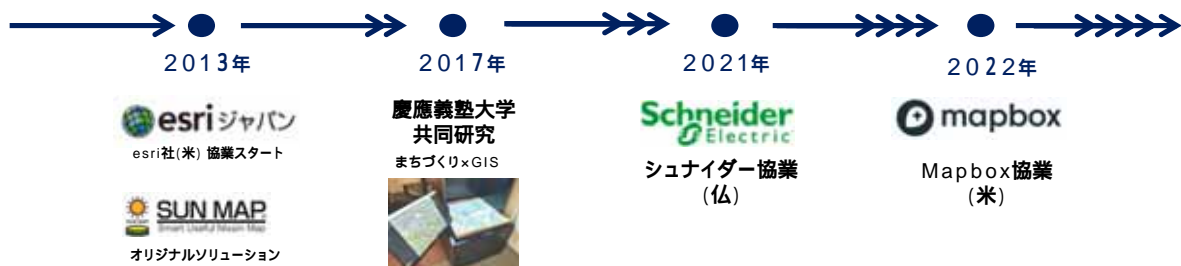 2013年
esriジャパン
esri社(米) 協業スタート
SUN MAP
オリジナルソリューション
2017年
慶應義塾大学
共同研究
まちづくり×GIS
2021年
Schneider
Electric
シュナイダー協業
(仏)
2022年
mapbox
Mapbox協業
(米)